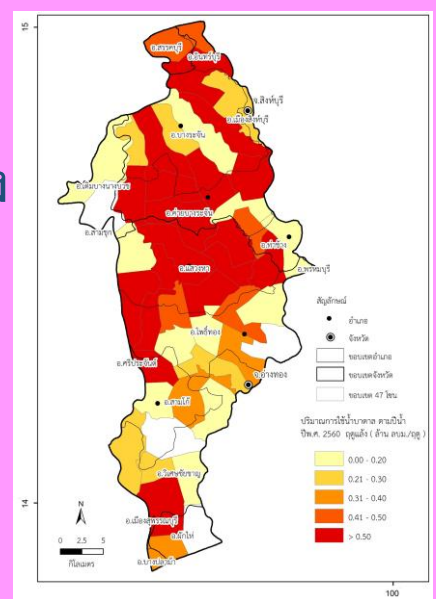 15
อ.สรรคบุรี
อ.อินทร์บุรี
จ.สิงห์บุรี
อ.เมืองสิงห์บุรี
อ.บางระจัน
อ.เดิมบางนางบวช
อ.ค่ายบางระจัน
อ.สามชุก
อ.ท่าช้าง
อ.พรหมบุรี
อ.แสวงหา
อ.โพธิ์ทอง
อ.ศรีประจันต์
จ.อ่างทอง
อ.สามโก้
อ.วิเศษชัยชาญ
อ.เมืองสุพรรณบุรี
อ.ผักไห่
อ.บางปลาม้า
สัญลักษณ์
อำเภอ
จังหวัด
ขอบเขตอำเภอ
ขอบเขตจังหวัด
ขอบเขต 47 โซน
ปริมาณการใช้น้ำบาดาล ตามปีน้ำ
ปีพ.ศ. 2560 ฤดูแล้ง ( ล้าน ลบ.ม./ฤดู )
0.00 - 0.20
0.21 - 0.30
0.31 - 0.40
0.41 - 0.50
> 0.50
14
N
0 2.5 5
กิโลเมตร
100